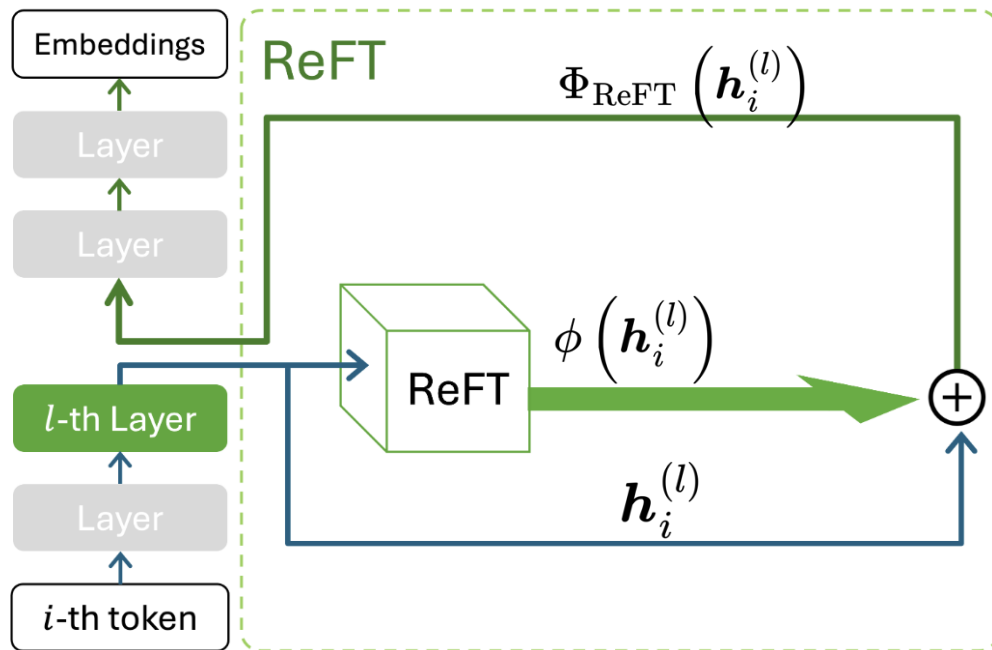 Embeddings
Layer
Layer
l-th Layer
Layer
i-th token
ReFT
Φ_ReFT (h_i^(l))
ReFT
ϕ (h_i^(l))
+
h_i^(l)